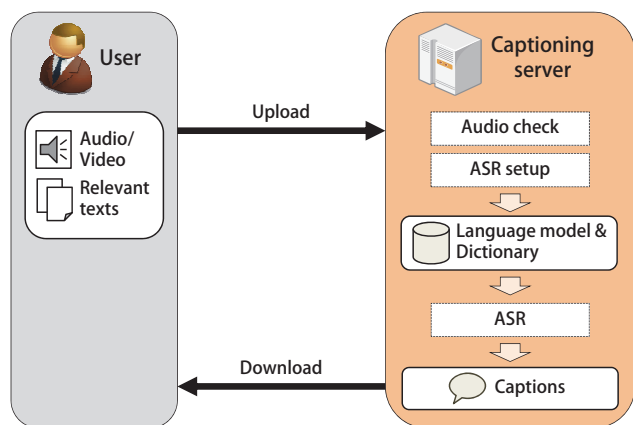 User
Audio/
Video
Relevant
texts
Upload
Download
Captioning
server
Audio check
ASR setup
Language model &
Dictionary
ASR
Captions